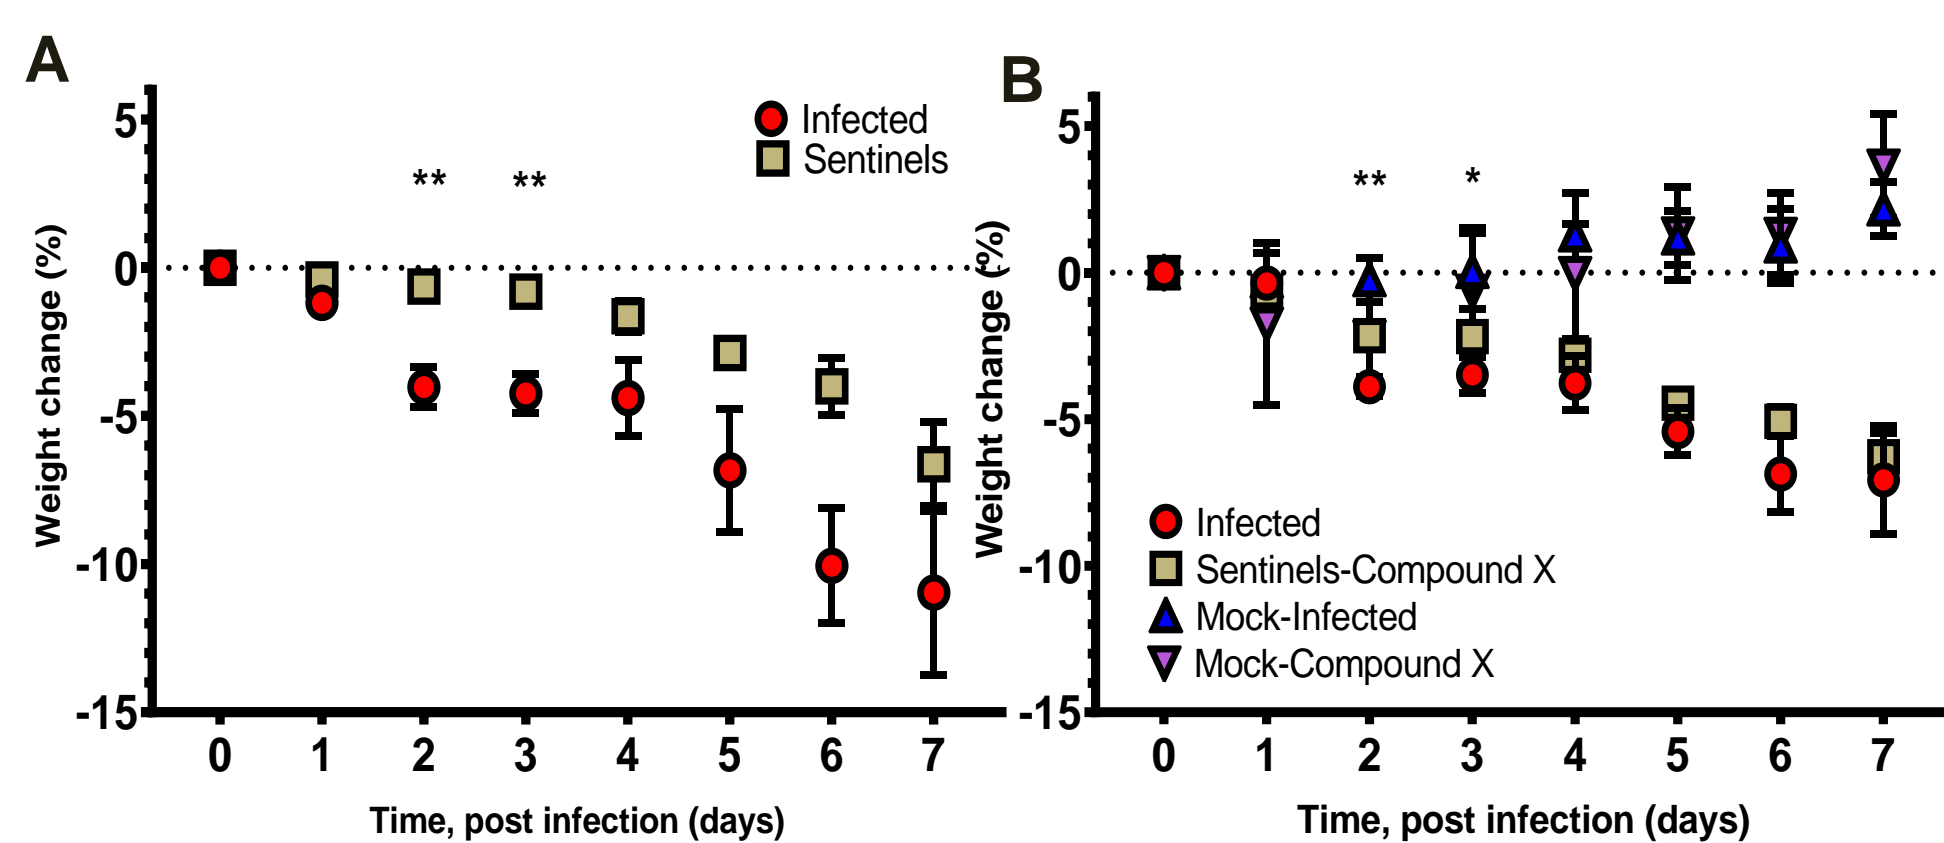 A
Weight change (%)
5
0
-5
-10
-15
** **
Infected
Sentinels
0 1 2 3 4 5 6 7
Time, post infection (days)
B
Weight change (%)
5
0
-5
-10
-15
** *
Infected
Sentinels-Compound X
Mock-Infected
Mock-Compound X
0 1 2 3 4 5 6 7
Time, post infection (days)